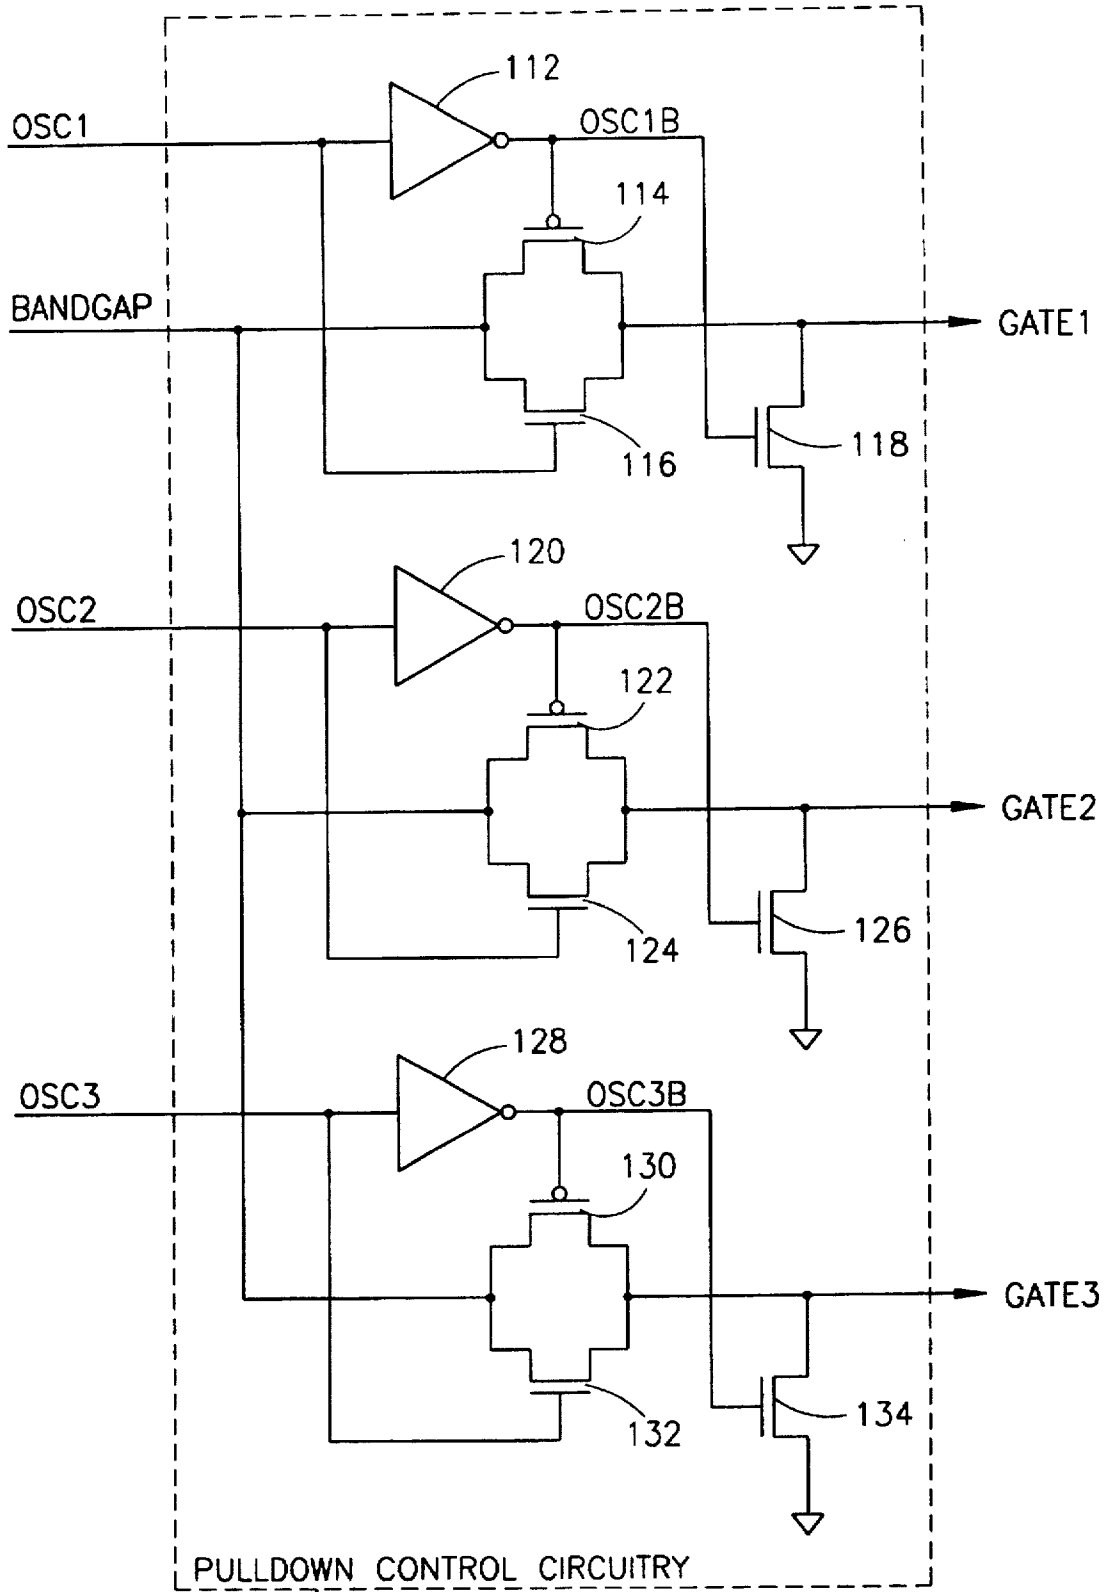 112
OSC1
OSC1B
114
BANDGAP
GATE1
118
116
120
OSC2
OSC2B
122
GATE2
126
124
128
OSC3
OSC3B
130
GATE3
134
132
PULLDOWN CONTROL CIRCUITRY